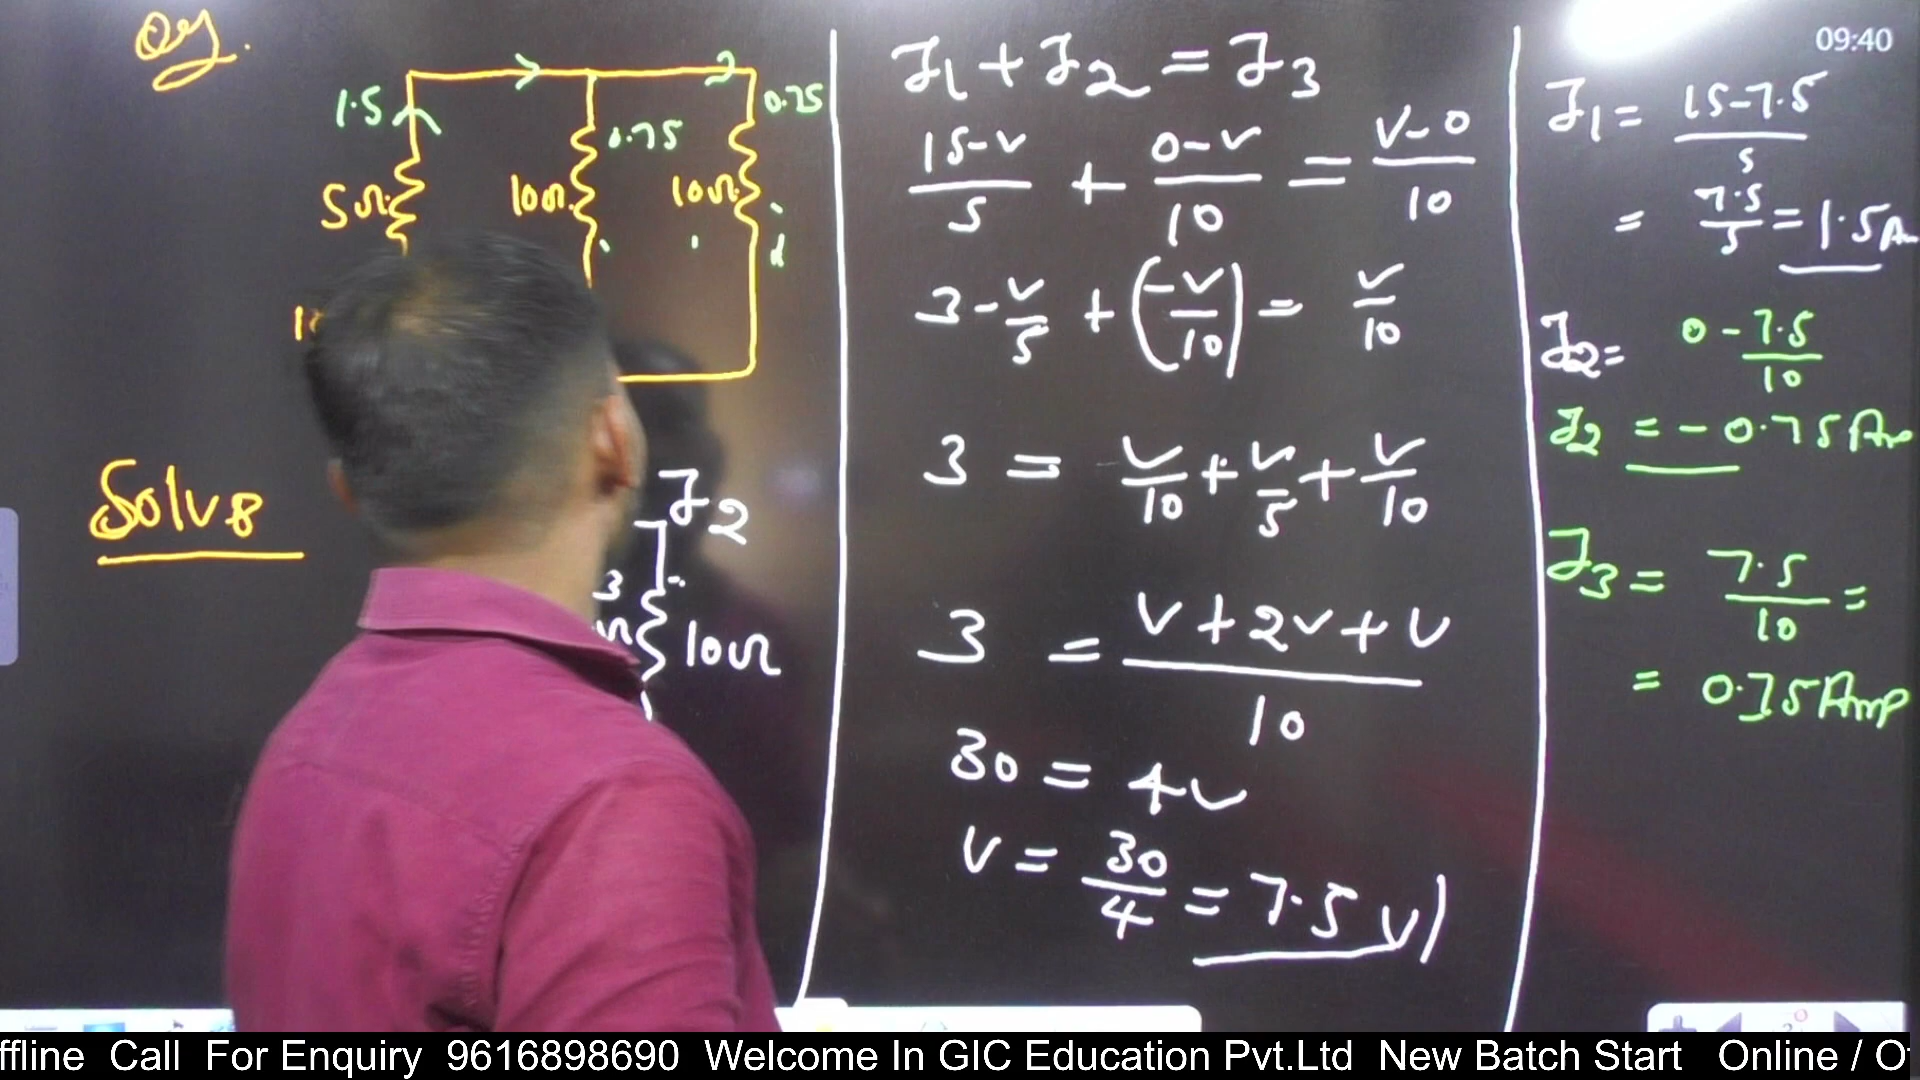 09:40
1.5
0.75
0.75
5Ω
10Ω
10Ω
Solve
I2
10Ω
I1 + I2 = I3
15-V/5 + 0-V/10 = V-0/10
3 - V/5 + (-V/10) = V/10
3 = V/10 + V/5 + V/10
3 = V+2V+V/10
30 = 4V
V = 30/4 = 7.5 V
I1 = 15-7.5/5
= 7.5/5 = 1.5A
I2 = 0-7.5/10
I2 = -0.75 Am
I3 = 7.5/10 =
= 0.75 Amp
Call For Enquiry 9616898690 Welcome In GIC Education Pvt.Ltd New Batch Start Online /